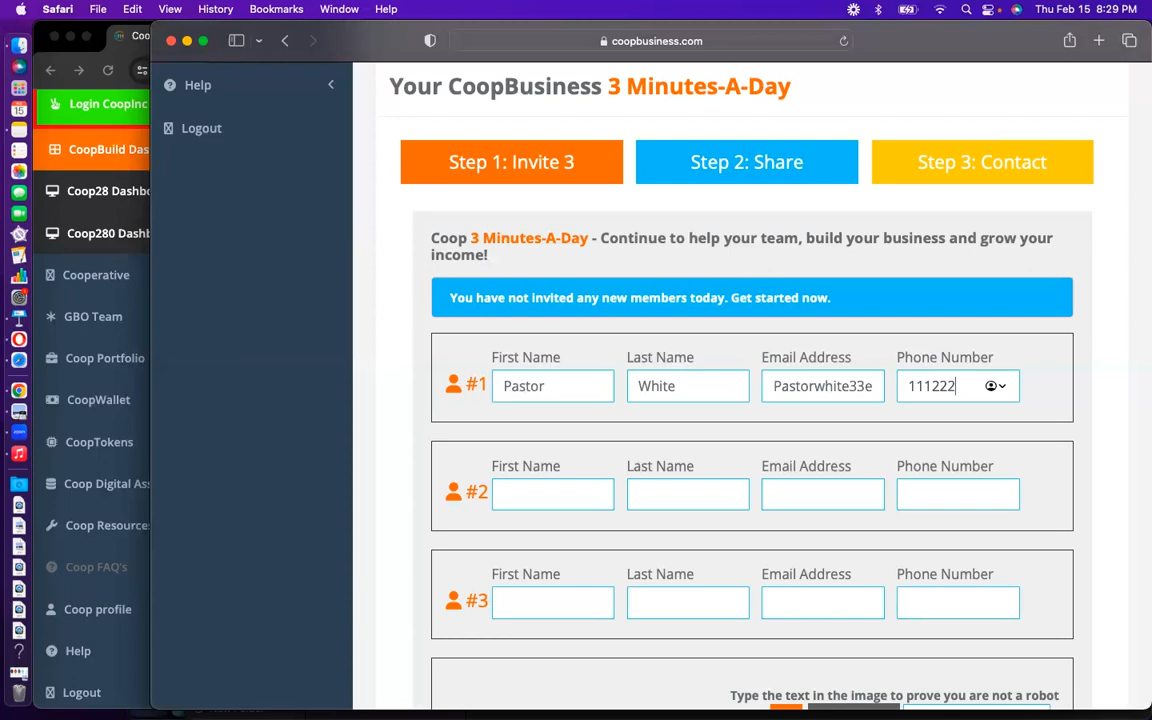 Safari File Edit View History Bookmarks Window Help Thu Feb 15 8:29 PM
Coo
coopbusiness.com
Login CoopInc
CoopBuild Das
Coop28 Dashbo
Coop280 Dashb
Cooperative
GBO Team
Coop Portfolio
CoopWallet
CoopTokens
Coop Digital Ass
Coop Resources
Coop FAQ's
Coop profile
Help
Logout
Help
Logout
Your CoopBusiness 3 Minutes-A-Day
Step 1: Invite 3 Step 2: Share Step 3: Contact
Coop 3 Minutes-A-Day - Continue to help your team, build your business and grow your
income!
You have not invited any new members today. Get started now.
First Name Last Name Email Address Phone Number
#1 Pastor White Pastorwhite33e 111222
First Name Last Name Email Address Phone Number
#2
First Name Last Name Email Address Phone Number
#3
Type the text in the image to prove you are not a robot